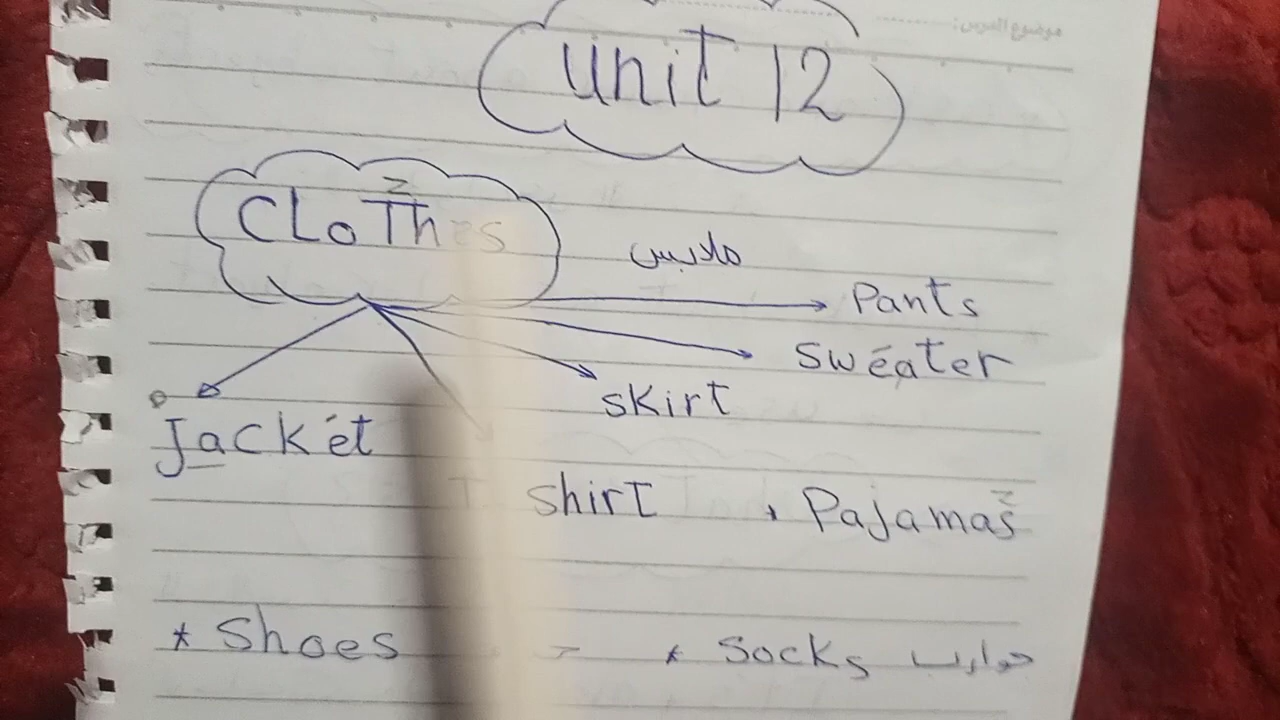 موضوع الدرس:
unit 12
CLoThes
ملابس
Pants
sweater
skirt
Jacket
T shirt
Pajamas
* Shoes
* Socks جوارب